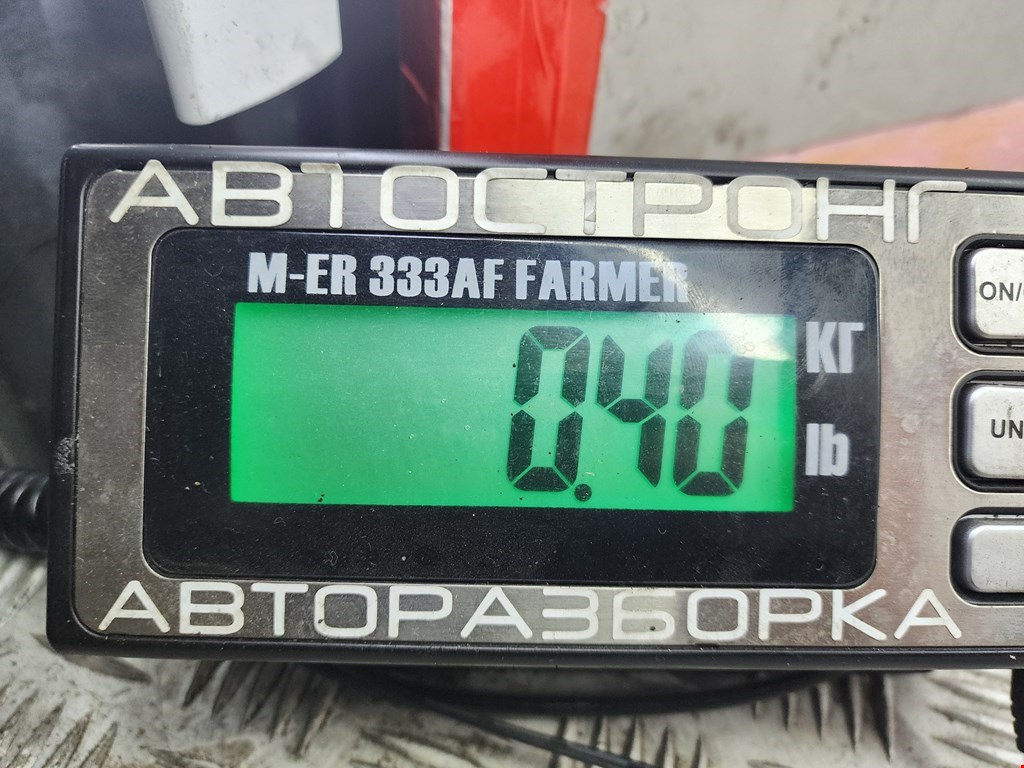 АВТОСТРОНГ
M-ER 333AF FARMER
ON/
0.40
КГ
UN
lb
АВТОРАЗБОРКА